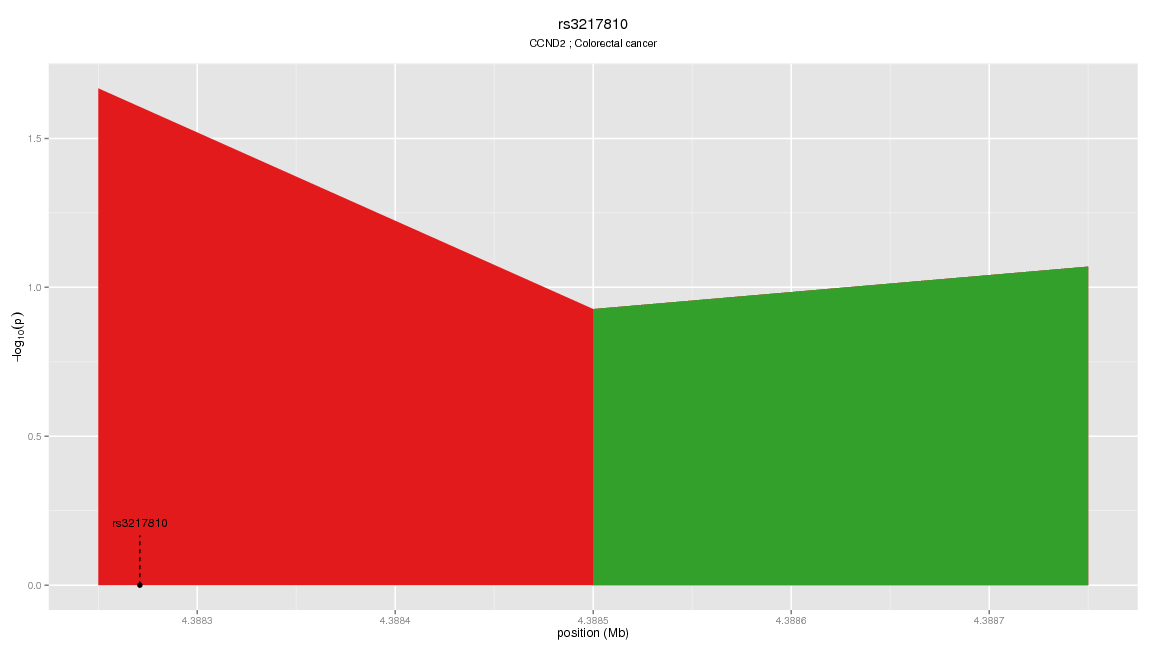 rs3217810
CCND2 ; Colorectal cancer
1.5
1.0
0.5
0.0
−log10(p)
rs3217810
4.3883 4.3884 4.3885 4.3886 4.3887
position (Mb)